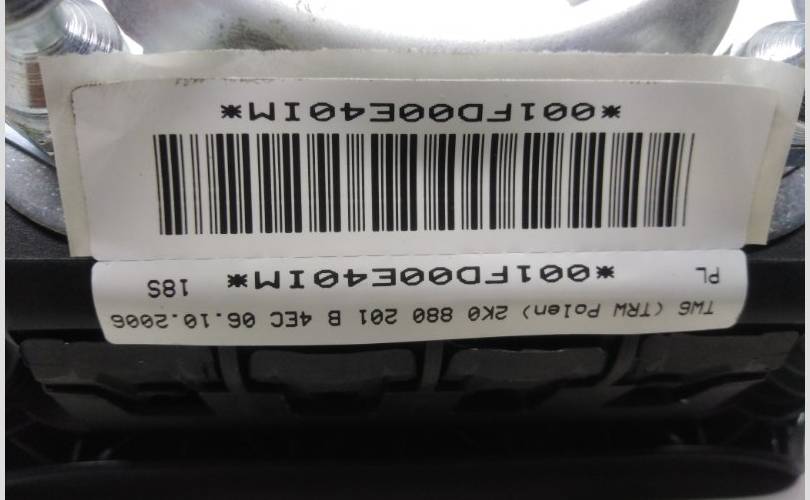 TW6 (TRW Polen) 2K0 880 201 B 4EC 06.10.2006
PL *001FD00E40IM* 18S
*001FD00E40IM*